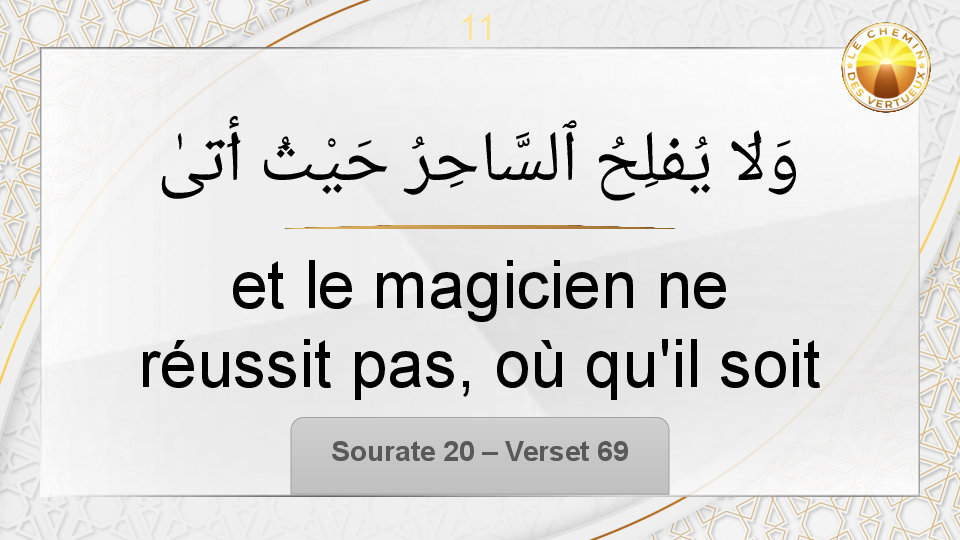 11
LE CHEMIN
DES VERTUEUX
وَلَا يُفْلِحُ ٱلسَّاحِرُ حَيْثُ أَتَىٰ
et le magicien ne
réussit pas, où qu'il soit
Sourate 20 – Verset 69